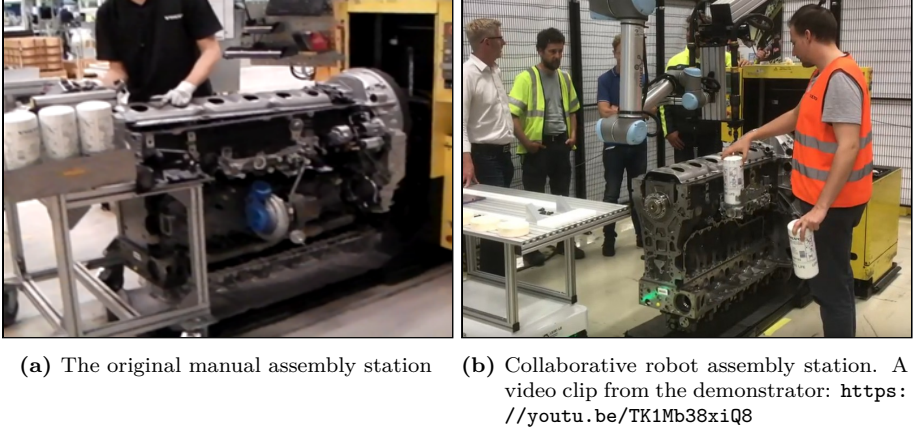 (a) The original manual assembly station
(b) Collaborative robot assembly station. A
video clip from the demonstrator: https:
//youtu.be/TK1Mb38xiQ8